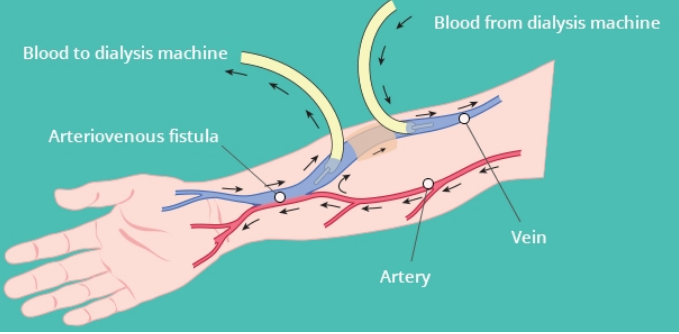 Blood from dialysis machine
Blood to dialysis machine
Arteriovenous fistula
Vein
Artery